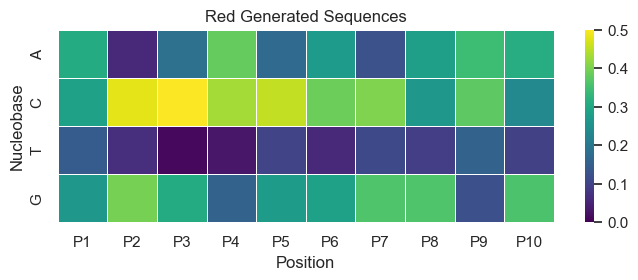 Red Generated Sequences
Nucleobase
A
C
T
G
P1 P2 P3 P4 P5 P6 P7 P8 P9 P10
Position
0.5
0.4
0.3
0.2
0.1
0.0